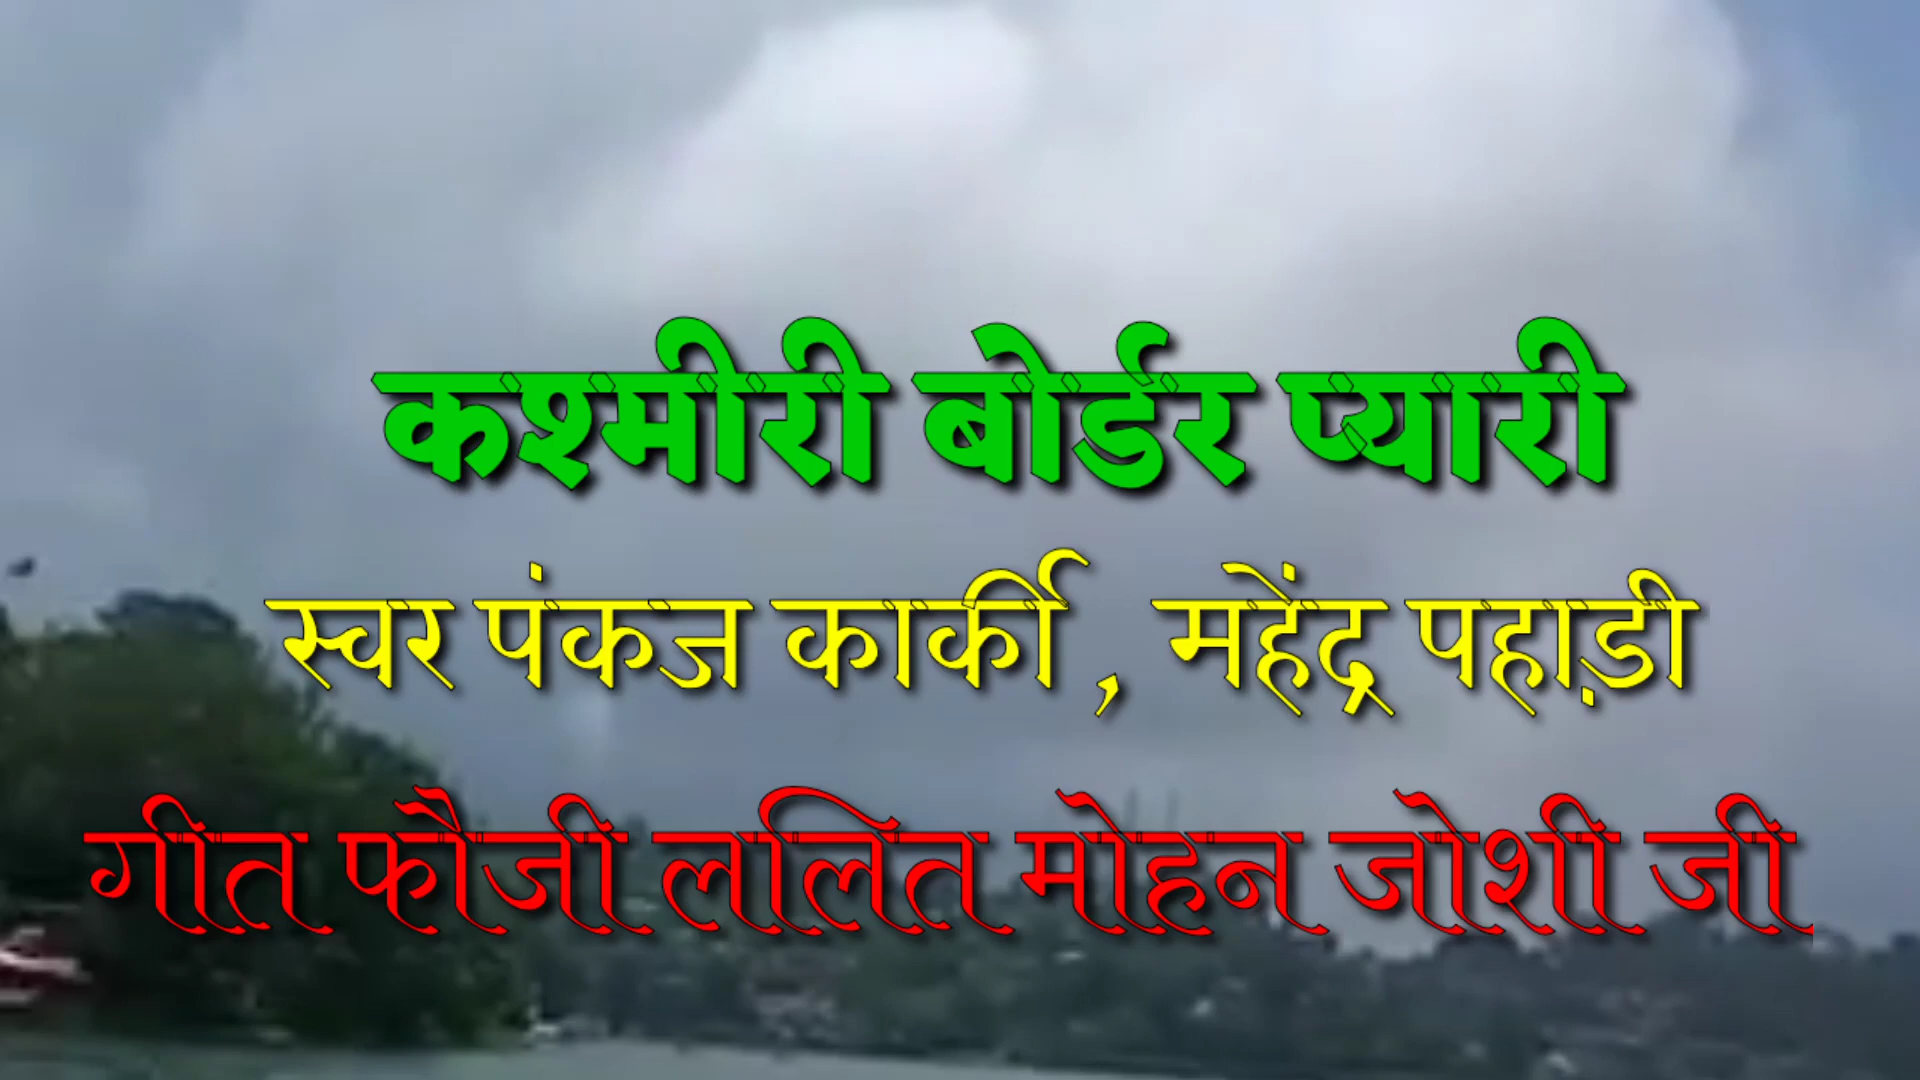 कश्मीरी बोर्डर प्यारी
स्वर पंकज कार्की , महेंद्र पहाड़ी
गीत फौजी ललित मोहन जोशी जी